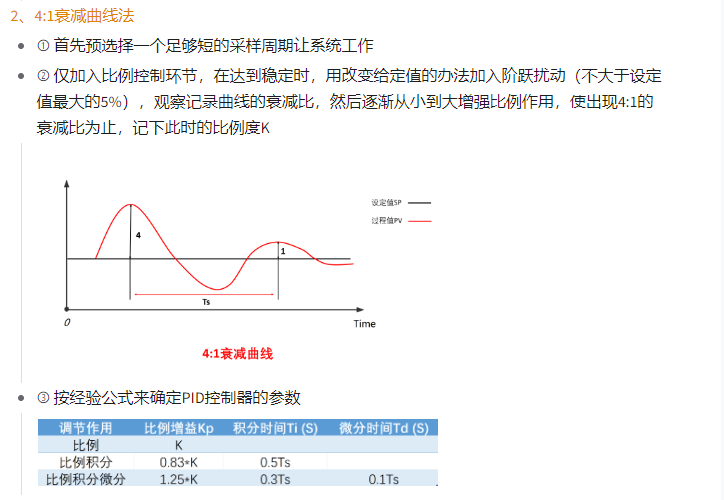 2、4:1衰减曲线法
① 首先预选择一个足够短的采样周期让系统工作
② 仅加入比例控制环节，在达到稳定时，用改变给定值的办法加入阶跃扰动（不大于设定
值最大的5%），观察记录曲线的衰减比，然后逐渐从小到大增强比例作用，使出现4:1的
衰减比为止，记下此时的比例度K
设定值SP
过程值PV
4
1
Ts
0
Time
4:1衰减曲线
③ 按经验公式来确定PID控制器的参数
调节作用 比例增益Kp 积分时间Ti (S) 微分时间Td (S)
比例 K
比例积分 0.83*K 0.5Ts
比例积分微分 1.25*K 0.3Ts 0.1Ts